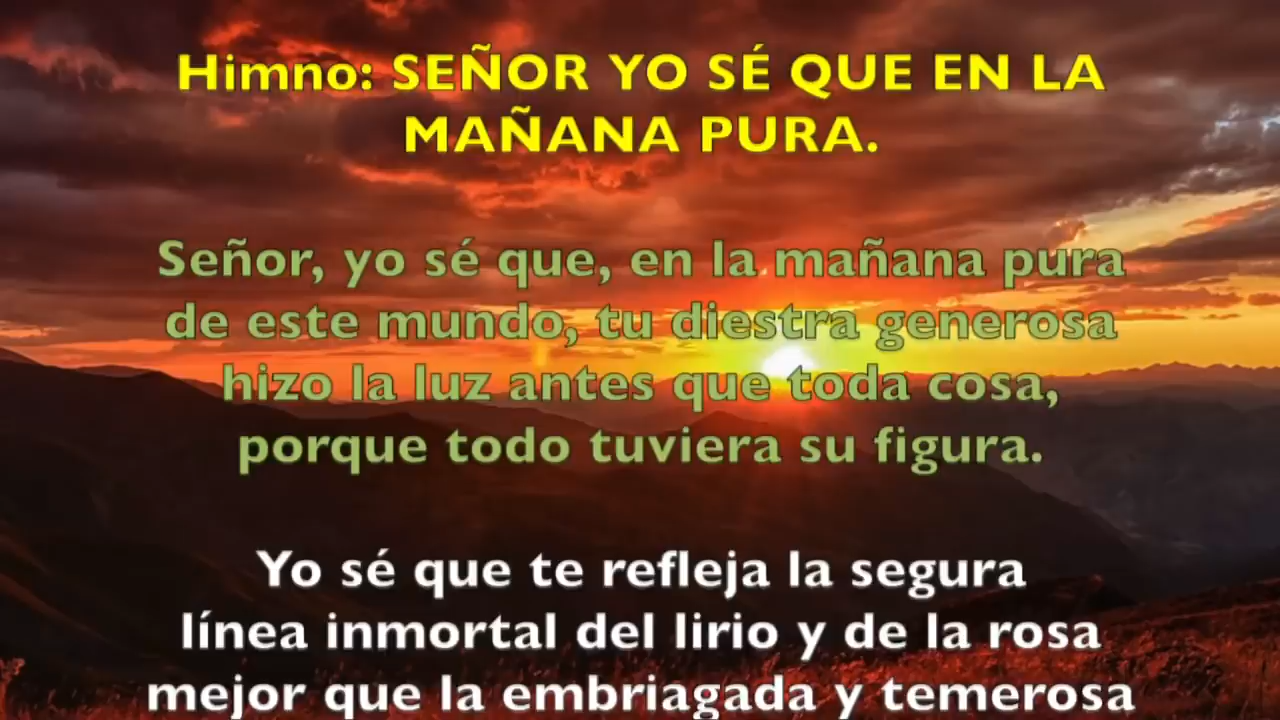 Himno: SEÑOR YO SÉ QUE EN LA
MAÑANA PURA.
Señor, yo sé que, en la mañana pura
de este mundo, tu diestra generosa
hizo la luz antes que toda cosa,
porque todo tuviera su figura.
Yo sé que te refleja la segura
línea inmortal del lirio y de la rosa
mejor que la embriagada y temerosa